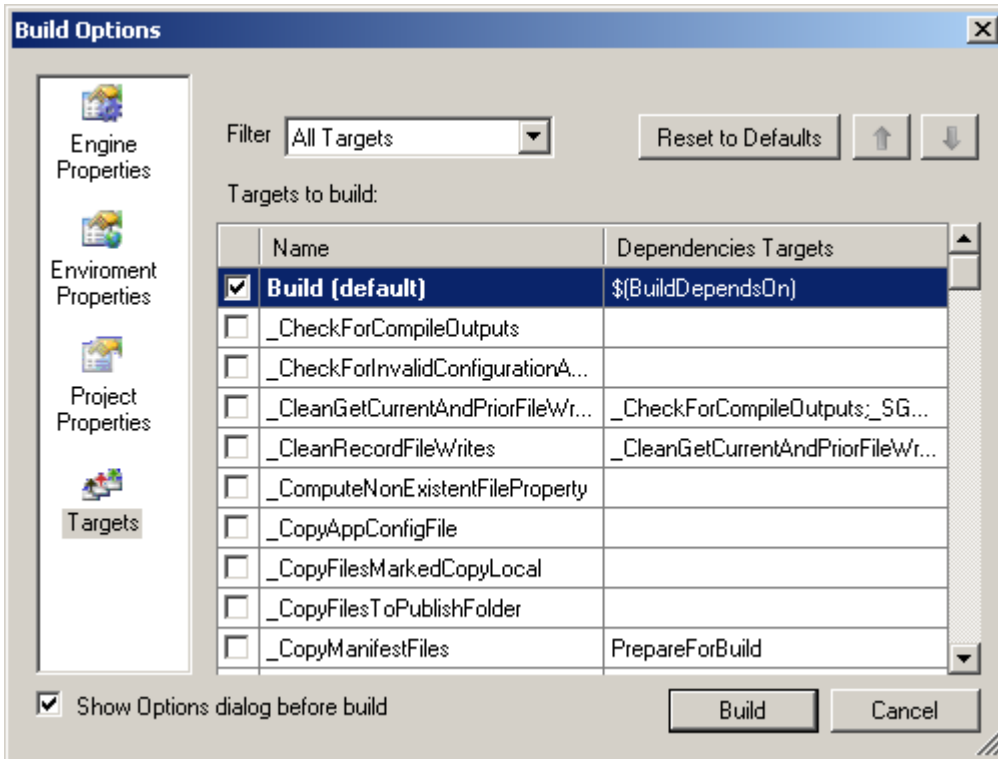 Build Options
Engine
Properties
Enviroment
Properties
Project
Properties
Targets
Filter All Targets Reset to Defaults
Targets to build:
Name Dependencies Targets
Build (default) $(BuildDependsOn)
_CheckForCompileOutputs
_CheckForInvalidConfigurationA...
_CleanGetCurrentAndPriorFileWr... _CheckForCompileOutputs;_SG...
_CleanRecordFileWrites _CleanGetCurrentAndPriorFileWr...
_ComputeNonExistentFileProperty
_CopyAppConfigFile
_CopyFilesMarkedCopyLocal
_CopyFilesToPublishFolder
_CopyManifestFiles PrepareForBuild
Show Options dialog before build Build Cancel